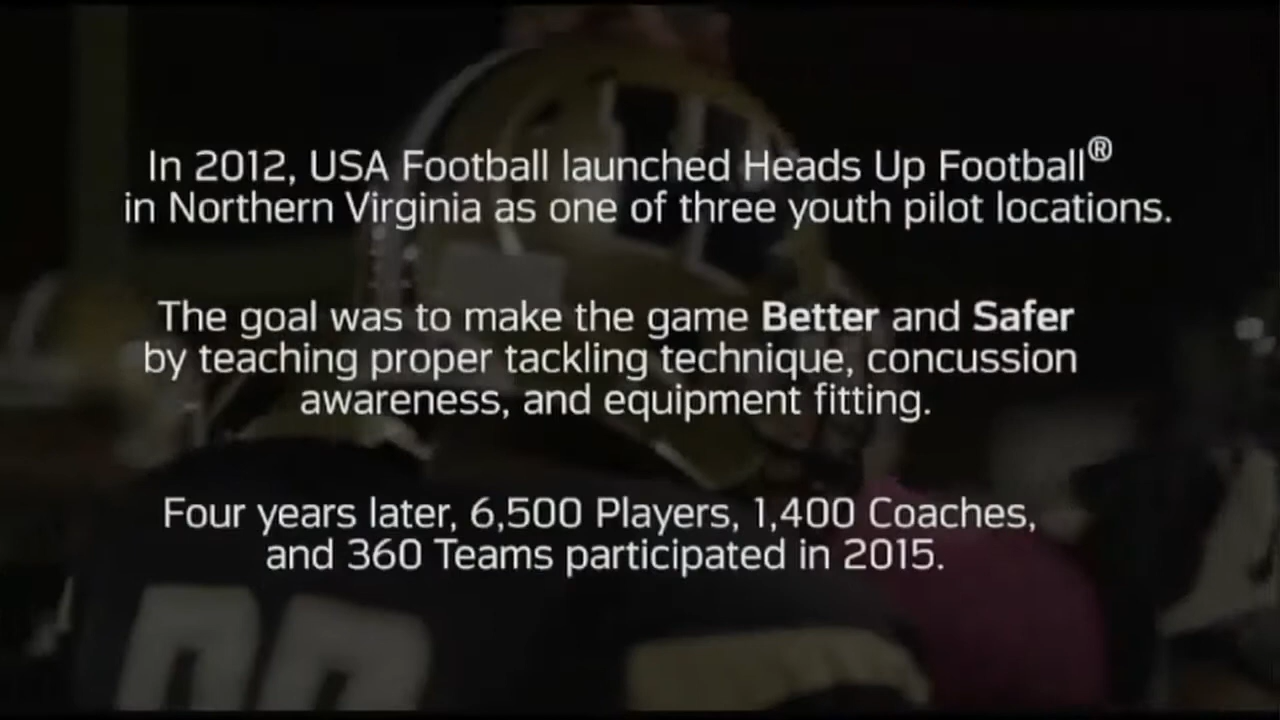 In 2012, USA Football launched Heads Up Football®
in Northern Virginia as one of three youth pilot locations.
The goal was to make the game Better and Safer
by teaching proper tackling technique, concussion
awareness, and equipment fitting.
Four years later, 6,500 Players, 1,400 Coaches,
and 360 Teams participated in 2015.